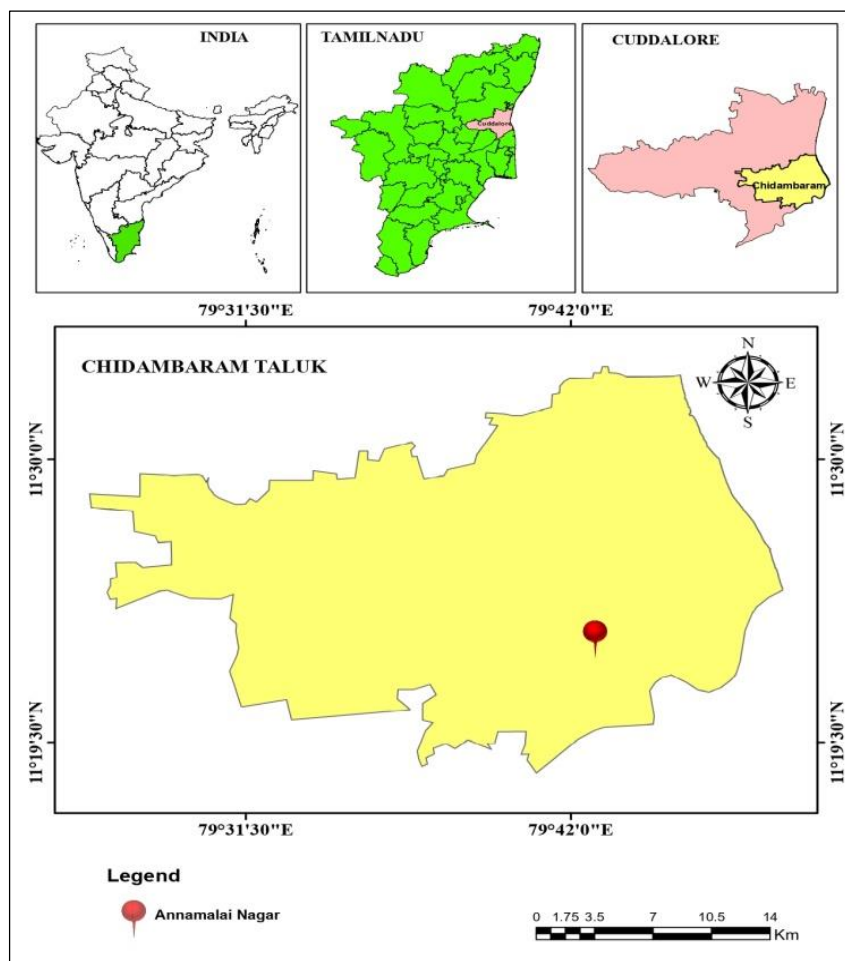 INDIA
TAMILNADU
Cuddalore
CUDDALORE
Chidambaram
79°31'30"E
79°42'0"E
CHIDAMBARAM TALUK
N
W
E
S
11°30'0"N
11°30'0"N
11°19'30"N
11°19'30"N
79°31'30"E
79°42'0"E
Legend
Annamalai Nagar
0 1.75 3.5 7 10.5 14
Km